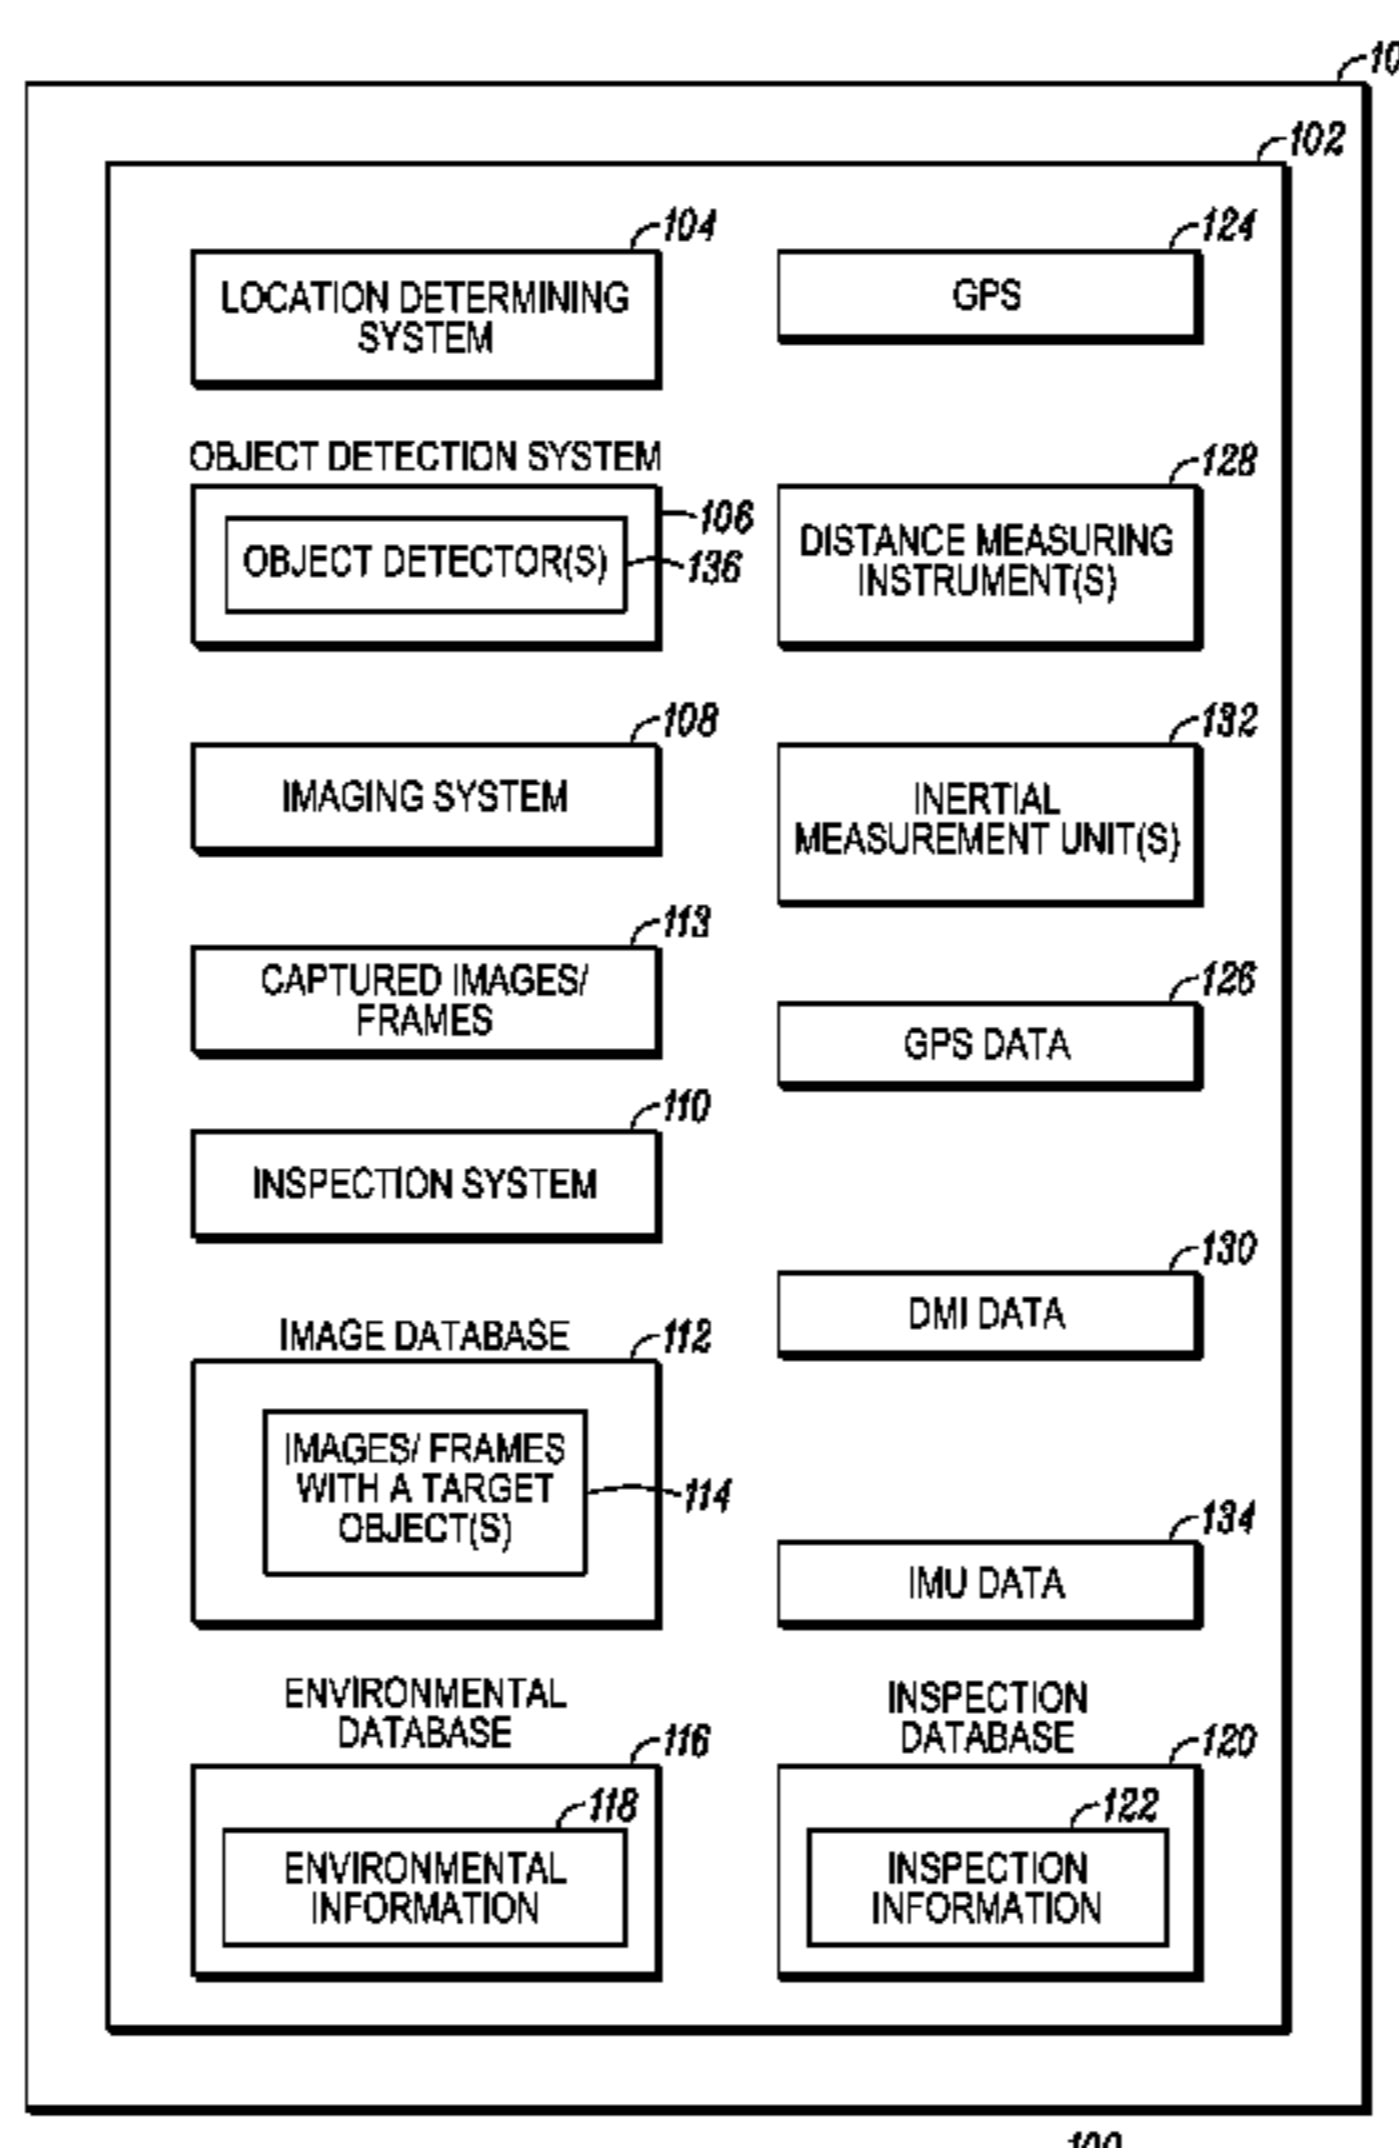 102
104
LOCATION DETERMINING
SYSTEM
OBJECT DETECTION SYSTEM
106
OBJECT DETECTOR(S)
136
108
IMAGING SYSTEM
113
CAPTURED IMAGES/
FRAMES
110
INSPECTION SYSTEM
IMAGE DATABASE
112
IMAGES/ FRAMES
WITH A TARGET
OBJECT(S)
114
ENVIRONMENTAL
DATABASE
116
118
ENVIRONMENTAL
INFORMATION
124
GPS
128
DISTANCE MEASURING
INSTRUMENT(S)
132
INERTIAL
MEASUREMENT UNIT(S)
126
GPS DATA
130
DMI DATA
134
IMU DATA
INSPECTION
DATABASE
120
122
INSPECTION
INFORMATION